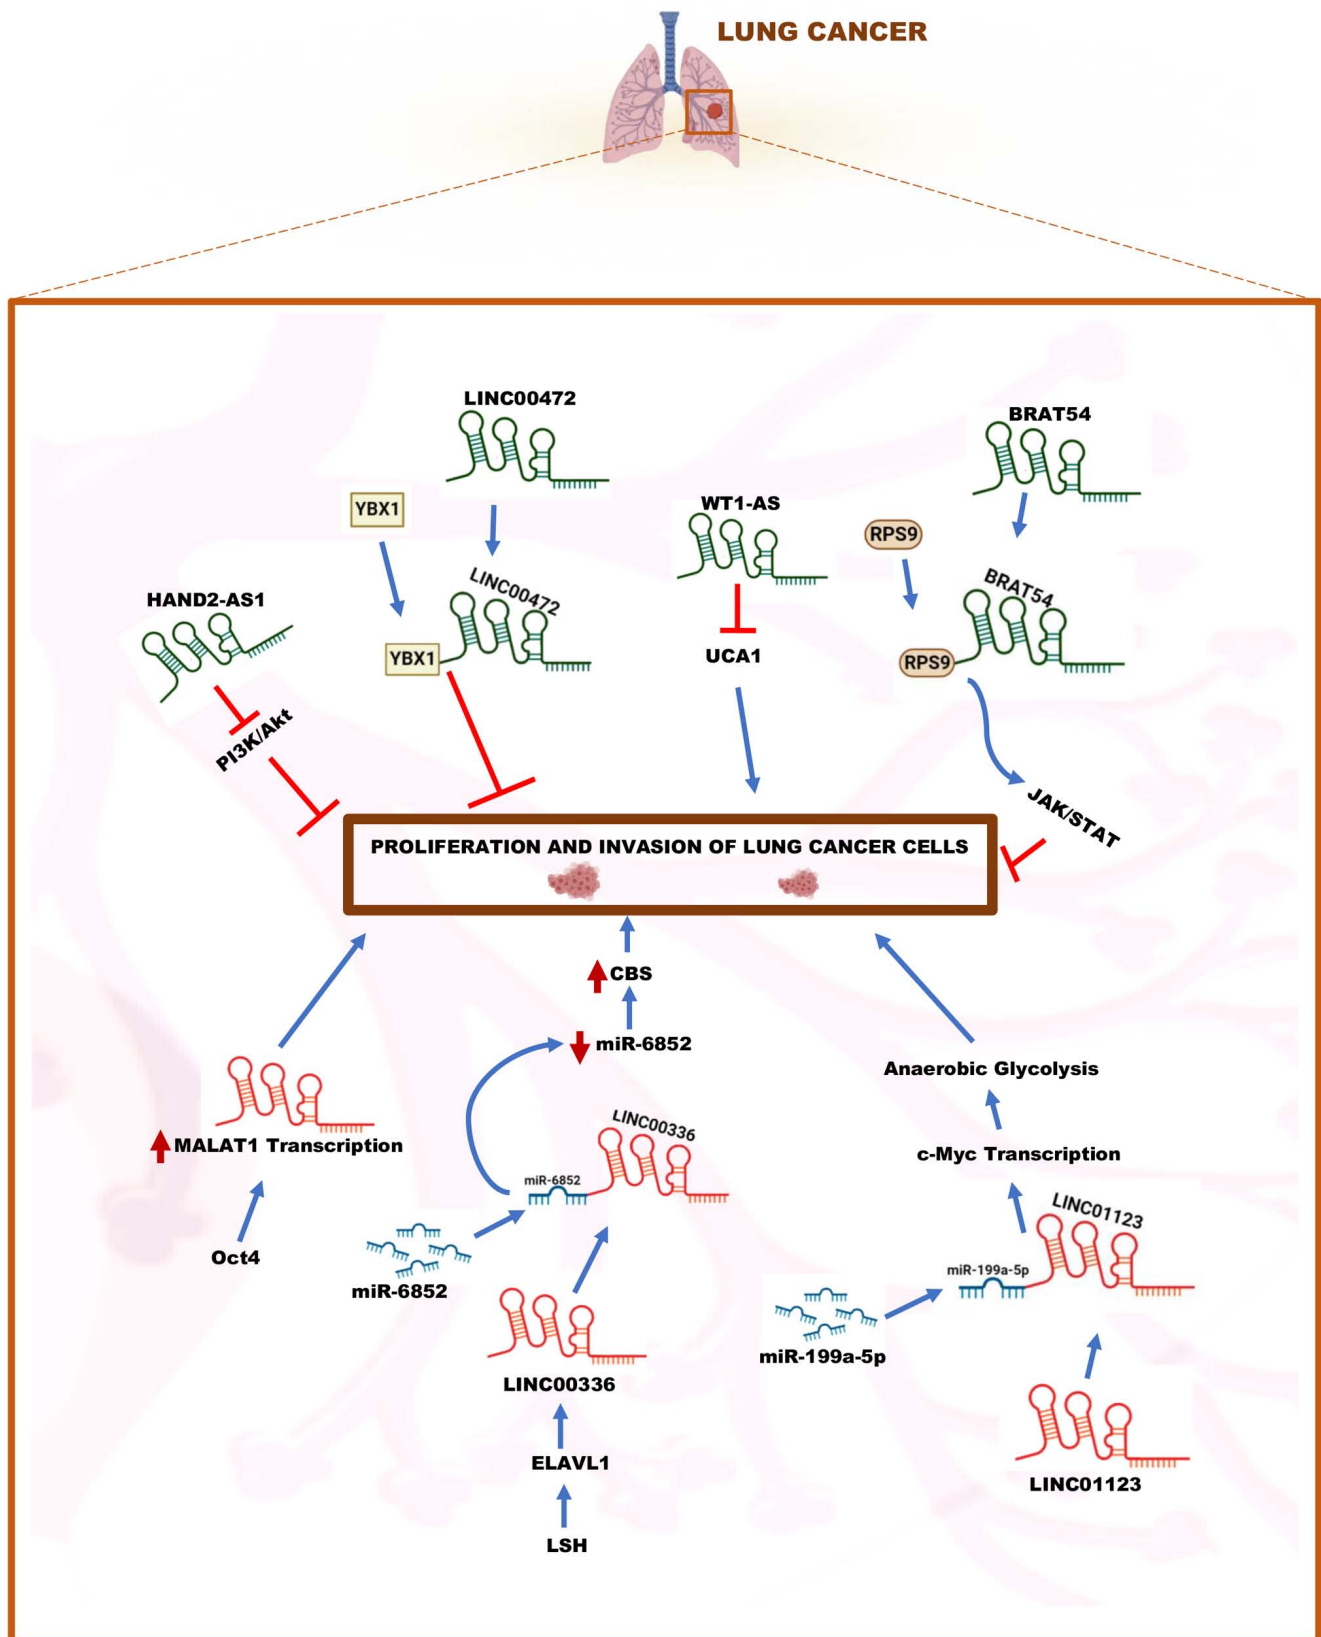 LUNG CANCER
LINC00472
BRAT54
YBX1
WT1-AS
RPS9
LINC00472
BRAT54
HAND2-AS1
YBX1
UCA1
RPS9
PI3K/Akt
JAK/STAT
PROLIFERATION AND INVASION OF LUNG CANCER CELLS
CBS
miR-6852
Anaerobic Glycolysis
LINC00336
MALAT1 Transcription
c-Myc Transcription
miR-6852
LINC01123
Oct4
miR-199a-5p
miR-6852
miR-199a-5p
LINC00336
ELAVL1
LINC01123
LSH